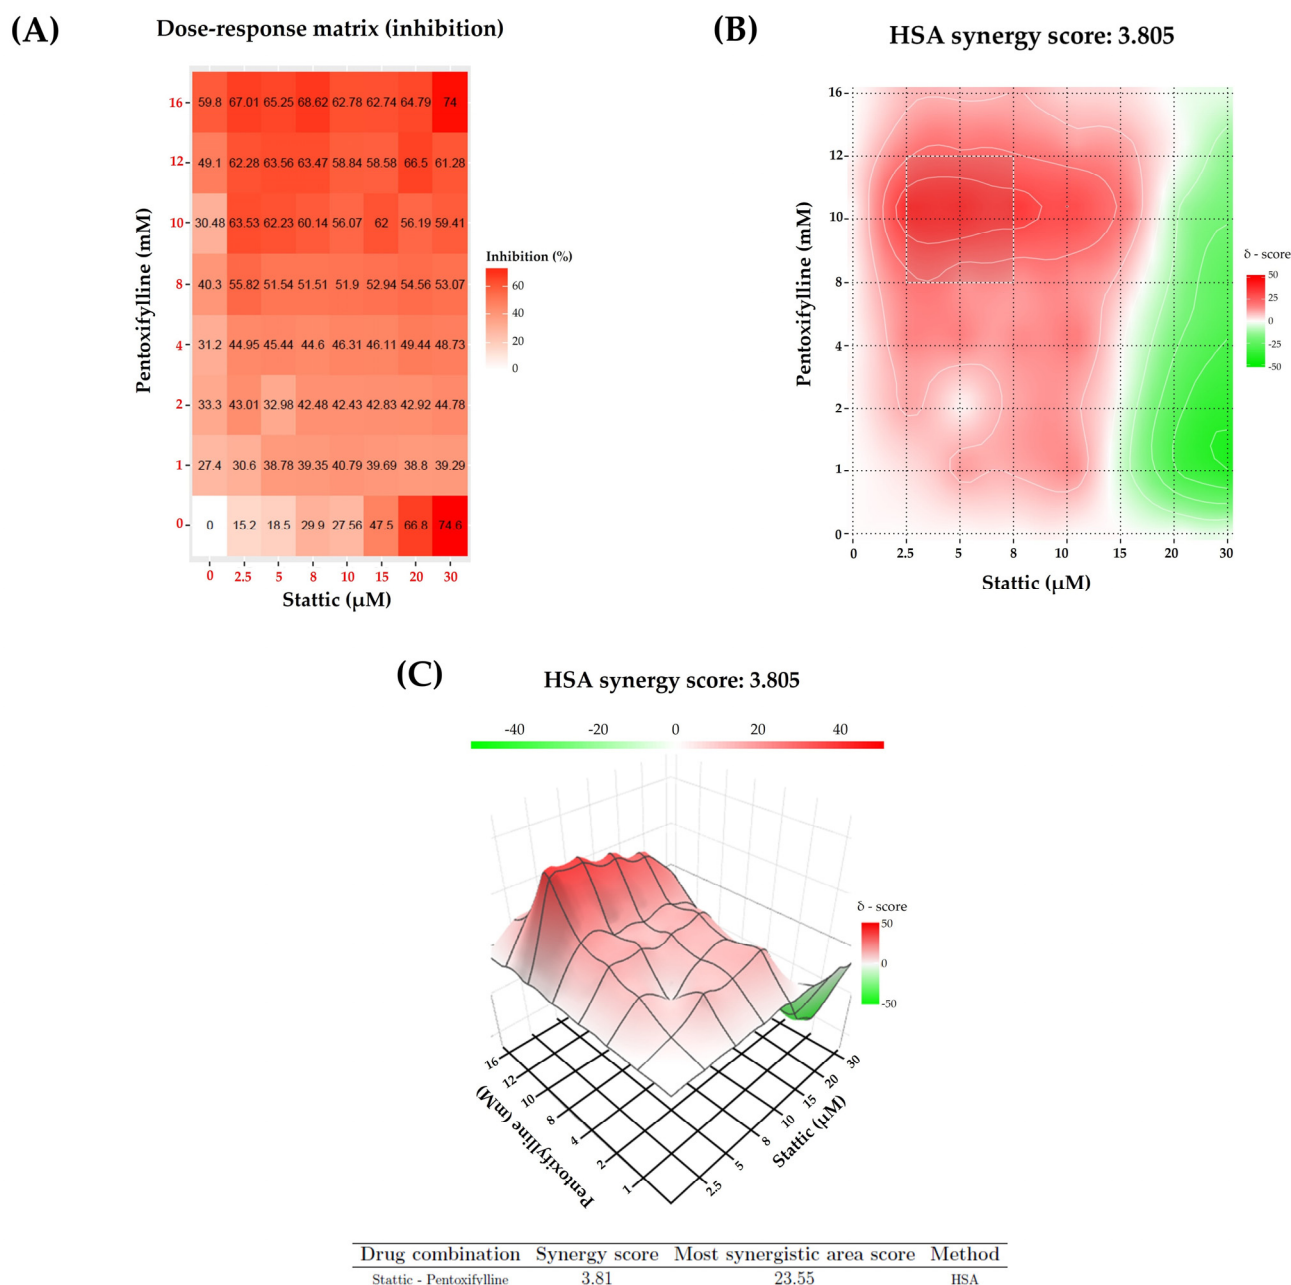 (A)
Dose-response matrix (inhibition)
Pentoxifylline (mM)
16 59.8 67.01 65.25 68.62 62.78 62.74 64.79 74
12 49.1 62.28 63.56 63.47 58.84 58.58 66.5 61.28
10 30.48 63.53 62.23 60.14 56.07 62 56.19 59.41
8 40.3 55.82 51.54 51.51 51.9 52.94 54.56 53.07
4 31.2 44.95 45.44 44.6 46.31 46.11 49.44 48.73
2 33.3 43.01 32.98 42.48 42.43 42.83 42.92 44.78
1 27.4 30.6 38.78 39.35 40.79 39.69 38.8 39.29
0 0 15.2 18.5 29.9 27.56 47.5 66.8 74.6
0 2.5 5 8 10 15 20 30
Stattic (μM)
Inhibition (%)
60
40
20
0
(B)
HSA synergy score: 3.805
Pentoxifylline (mM)
16
12
10
8
4
2
1
0
0 2.5 5 8 10 15 20 30
Stattic (μM)
δ - score
50
25
0
-25
-50
(C)
HSA synergy score: 3.805
-40 -20 0 20 40
δ - score
50
0
-50
16
12
10
8
4
2
1
Pentoxifylline (mM)
2.5
5
8
10
15
20
30
Stattic (μM)
Drug combination Synergy score Most synergistic area score Method
Stattic - Pentoxifylline 3.81 23.55 HSA